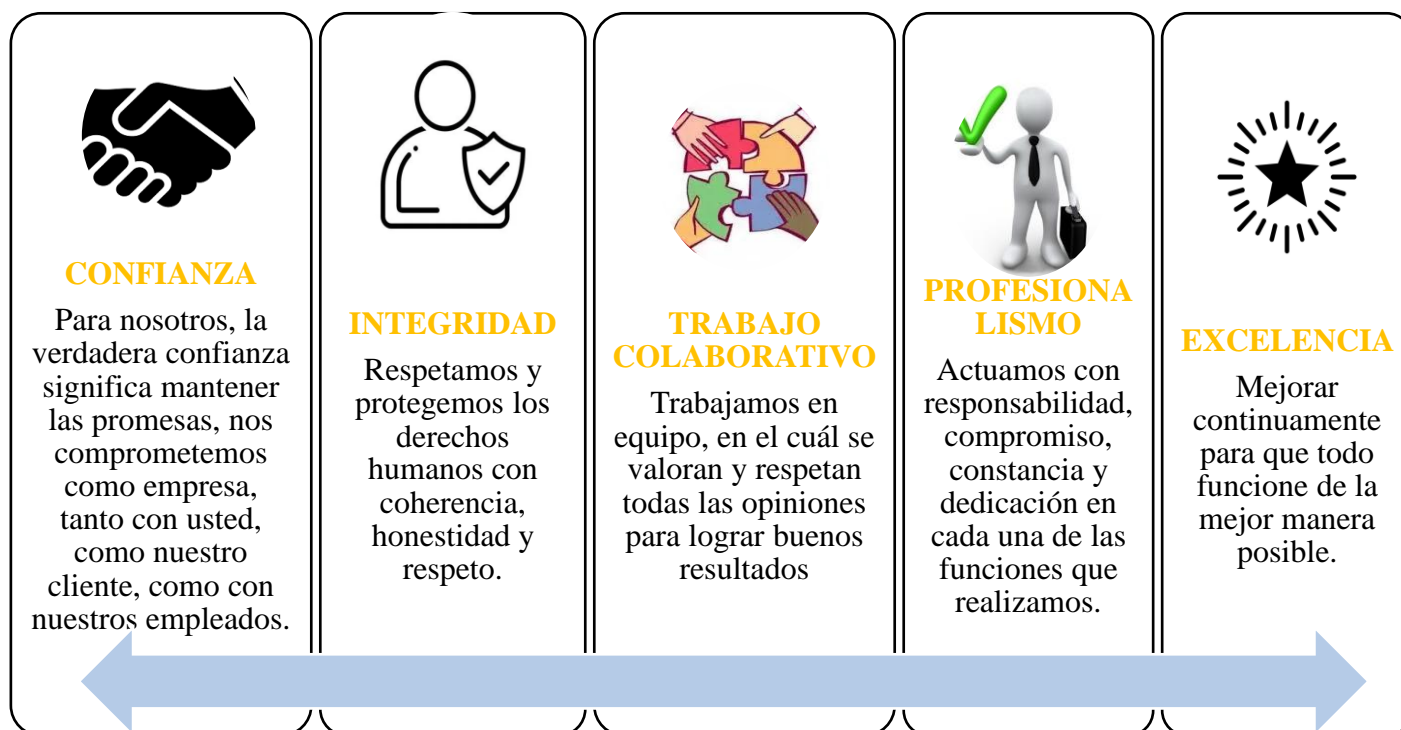 CONFIANZA
Para nosotros, la
verdadera confianza
significa mantener
las promesas, nos
comprometemos
como empresa,
tanto con usted,
como nuestro
cliente, como con
nuestros empleados.
INTEGRIDAD
Respetamos y
protegemos los
derechos
humanos con
coherencia,
honestidad y
respeto.
TRABAJO
COLABORATIVO
Trabajamos en
equipo, en el cuál se
valoran y respetan
todas las opiniones
para lograr buenos
resultados
PROFESIONA
LISMO
Actuamos con
responsabilidad,
compromiso,
constancia y
dedicación en
cada una de las
funciones que
realizamos.
EXCELENCIA
Mejorar
continuamente
para que todo
funcione de la
mejor manera
posible.